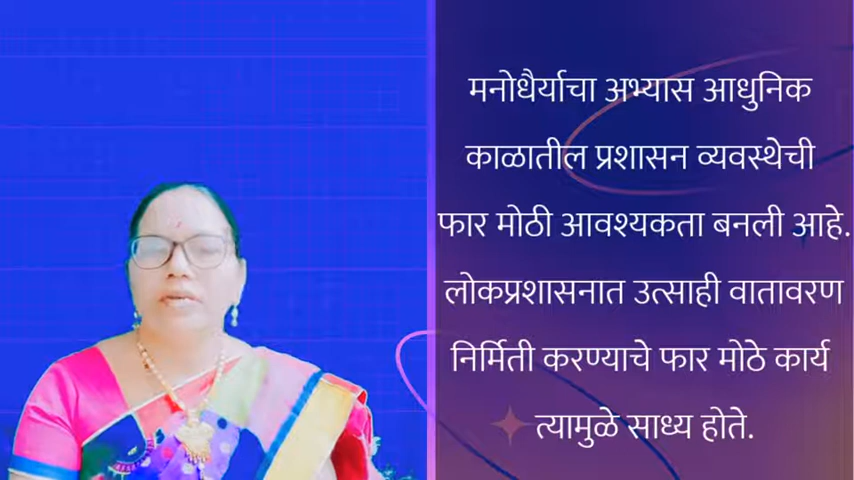 मनोधैर्याचा अभ्यास आधुनिक
काळातील प्रशासन व्यवस्थेची
फार मोठी आवश्यकता बनली आहे.
लोकप्रशासनात उत्साही वातावरण
निर्मिती करण्याचे फार मोठे कार्य
त्यामुळे साध्य होते.